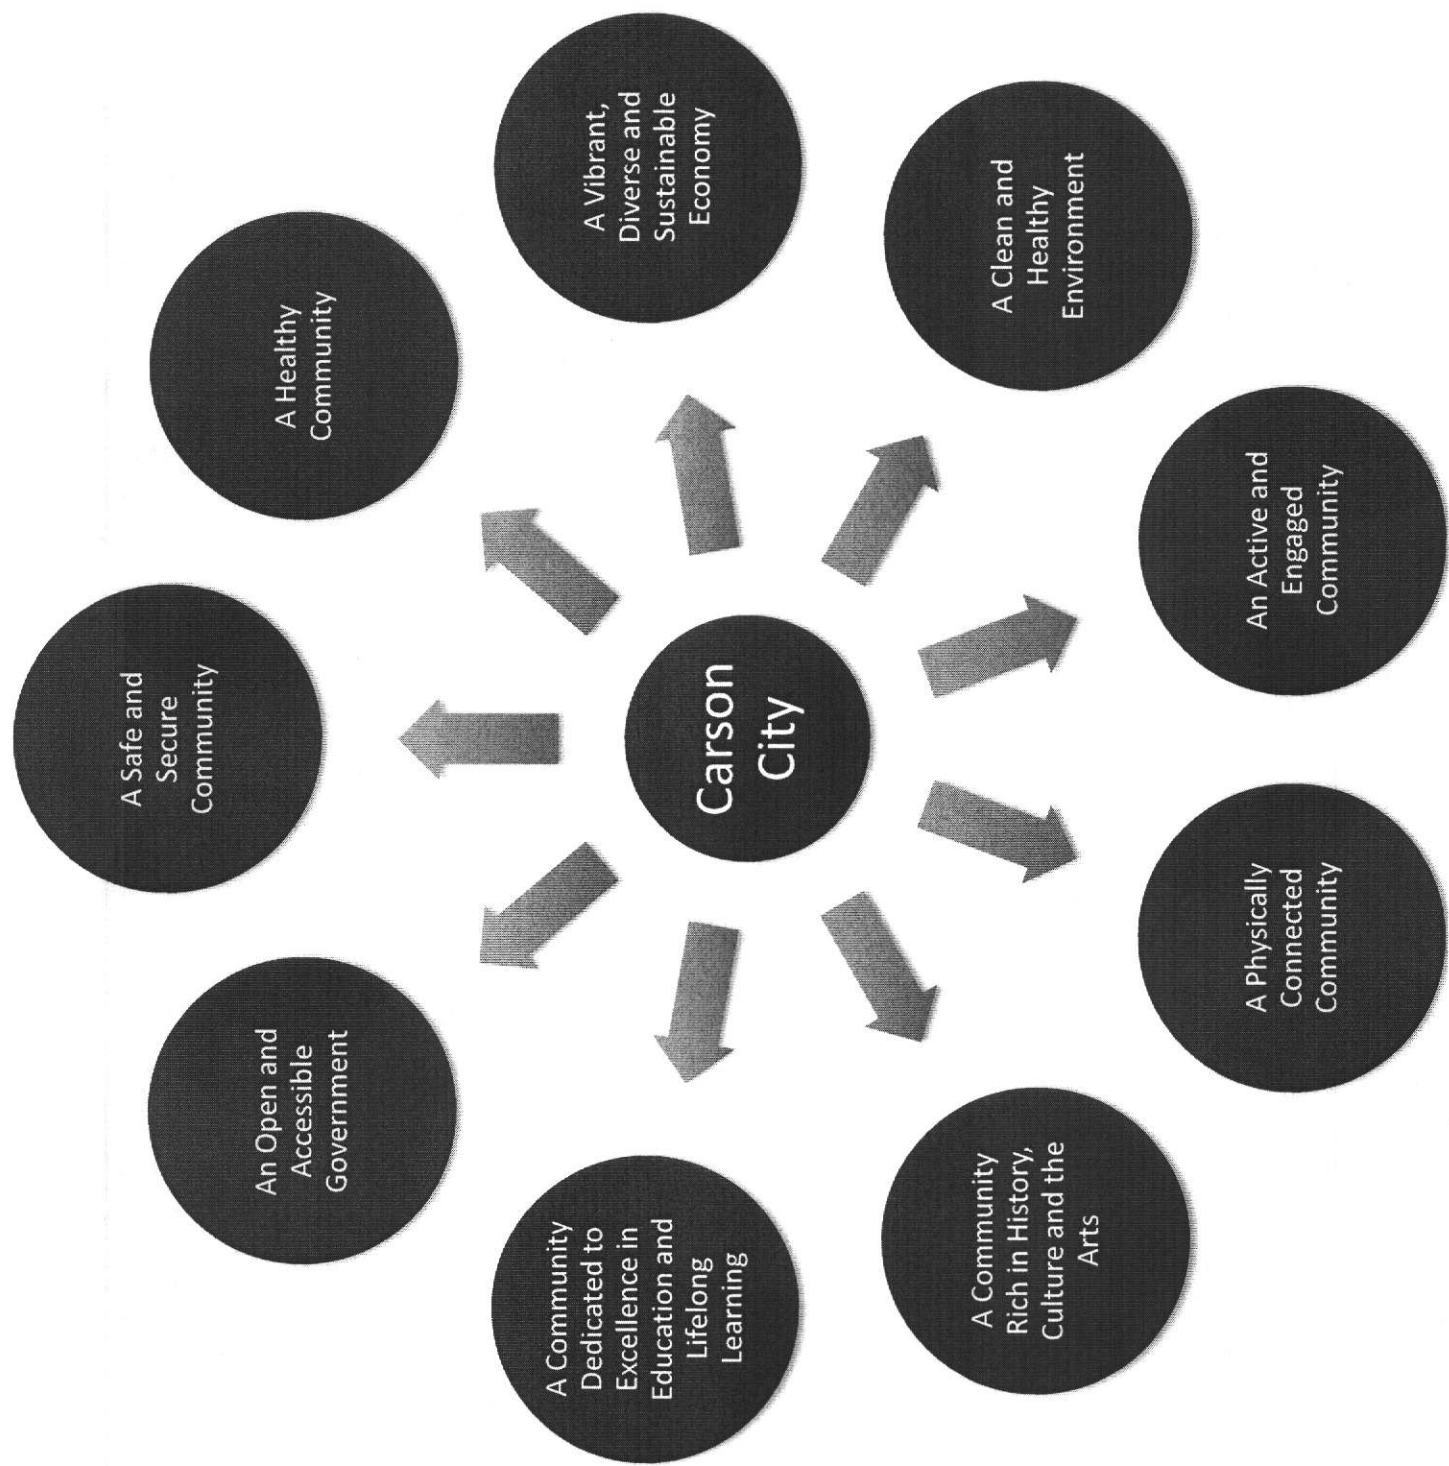 Carson
City
A Safe and
Secure
Community
A Healthy
Community
A Vibrant,
Diverse and
Sustainable
Economy
A Clean and
Healthy
Environment
An Active and
Engaged
Community
A Physically
Connected
Community
A Community
Rich in History,
Culture and the
Arts
A Community
Dedicated to
Excellence in
Education and
Lifelong
Learning
An Open and
Accessible
Government